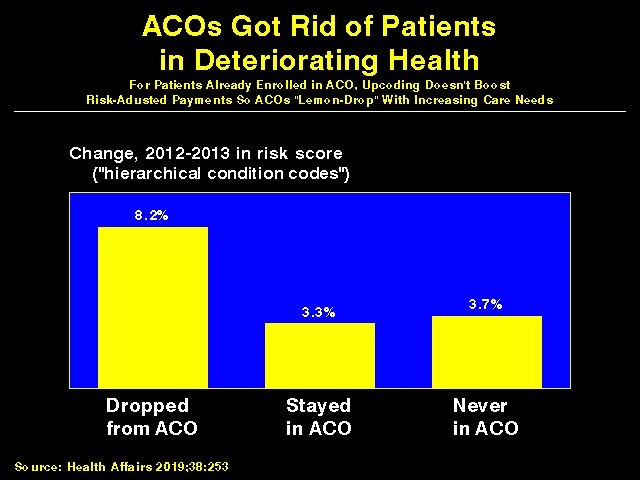 ACOs Got Rid of Patients
in Deteriorating Health
For Patients Already Enrolled in ACO, Upcoding Doesn't Boost
Risk-Adusted Payments So ACOs "Lemon-Drop" With Increasing Care Needs
Change, 2012-2013 in risk score
("hierarchical condition codes")
8.2%
3.3%
3.7%
Dropped
from ACO
Stayed
in ACO
Never
in ACO
Source: Health Affairs 2019;38:253